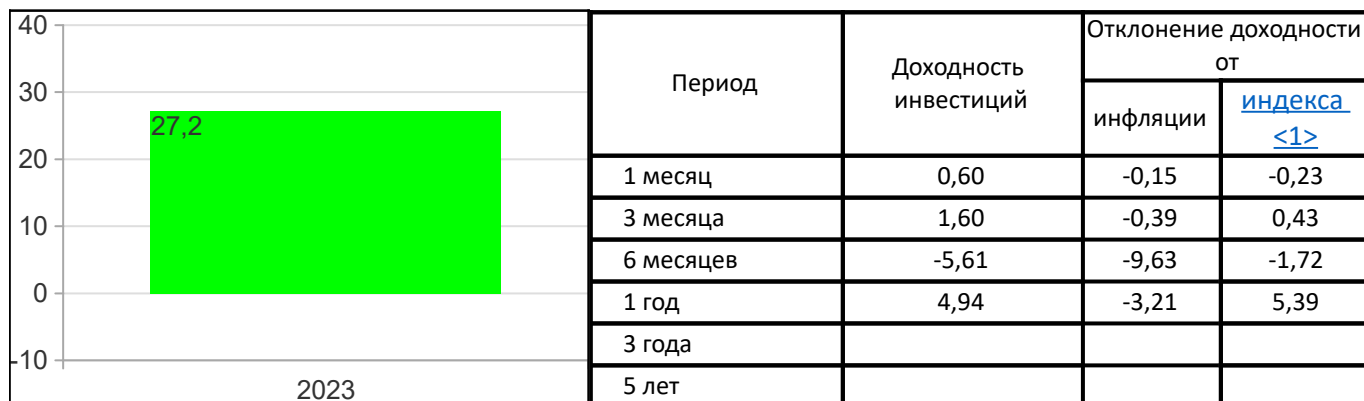 40
30
20
10
0
-10
27,2
2023
Отклонение доходности
от
Период
Доходность
инвестиций
инфляции
индекса
<1>
1 месяц 0,60 -0,15 -0,23
3 месяца 1,60 -0,39 0,43
6 месяцев -5,61 -9,63 -1,72
1 год 4,94 -3,21 5,39
3 года
5 лет